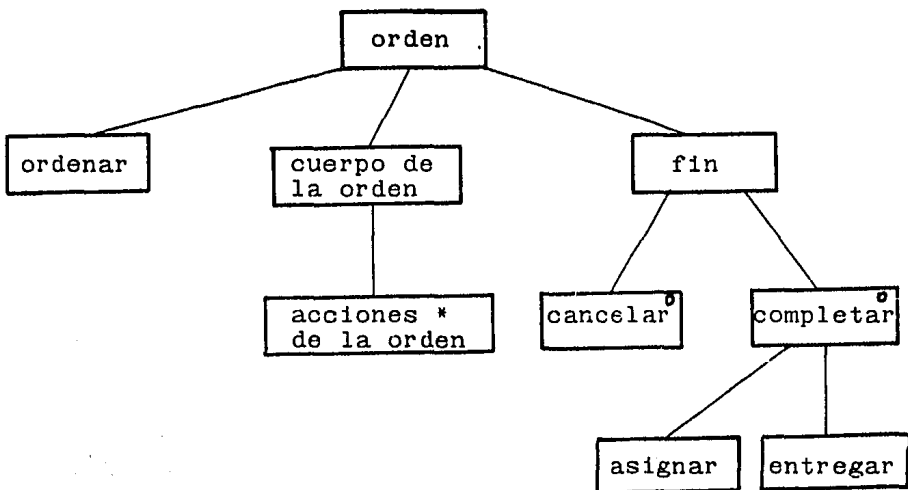 orden
ordenar
cuerpo de
la orden
fin
acciones *
de la orden
cancelar o
completar o
asignar
entregar